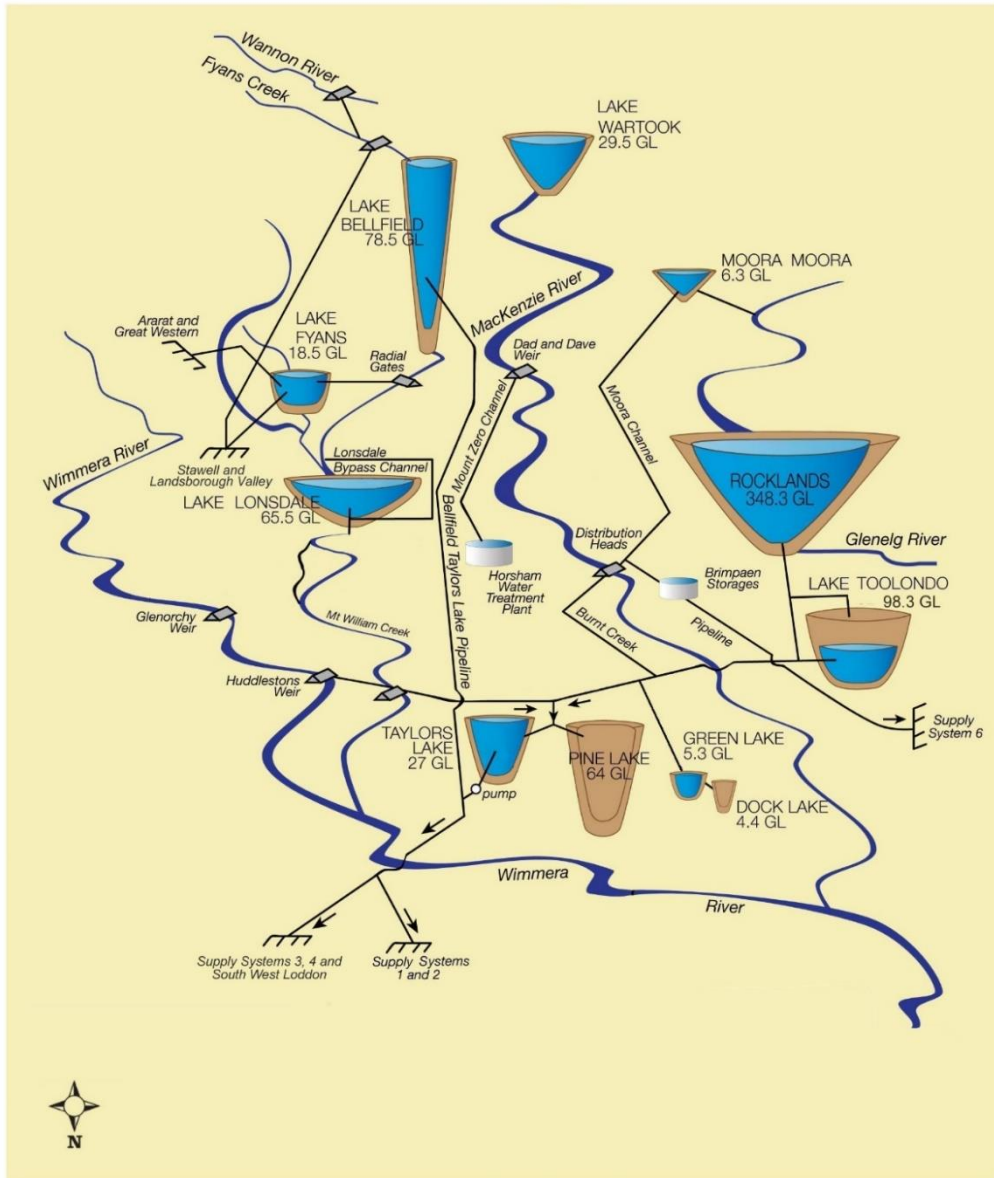 Wannon River
Fyans Creek
LAKE
WARTOOK
29.5 GL
LAKE
BELLFIELD
78.5 GL
MOORA MOORA
6.3 GL
MacKenzie River
Ararat and
Great Western
LAKE
FYANS
18.5 GL
Radial
Gates
Dad and Dave
Weir
Moora Channel
Mount Zero Channel
Wimmera River
Stawell and
Landsborough Valley
Lonsdale
Bypass Channel
LAKE LONSDALE
65.5 GL
ROCKLANDS
348.3 GL
Glenelg River
Bellfield Taylors Lake Pipeline
Horsham
Water
Treatment
Plant
Distribution
Heads
Brimpaen
Storages
LAKE TOOLONDO
98.3 GL
Glenorchy
Weir
Mt William Creek
Burnt Creek
Pipeline
Huddlestons
Weir
TAYLORS
LAKE
27 GL
PINE LAKE
64 GL
GREEN LAKE
5.3 GL
DOCK LAKE
4.4 GL
Supply
System 6
pump
Wimmera
River
Supply Systems 3, 4 and
South West Loddon
Supply Systems
1 and 2
N